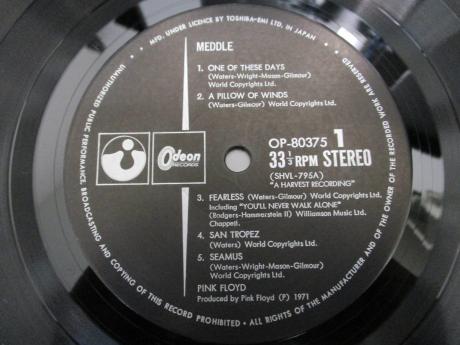 MFD. UNDER LICENCE BY TOSHIBA-EMI LTD. IN JAPAN
UNAUTHORIZED PUBLIC PERFORMANCE, BROADCASTING AND COPYING OF THIS RECORD PROHIBITED • ALL RIGHTS OF THE MANUFACTURER AND OF THE OWNER OF THE RECORDED WORK ARE RESERVED
MEDDLE
1. ONE OF THESE DAYS
(Waters-Wright-Mason-Gilmour)
World Copyrights Ltd.
2. A PILLOW OF WINDS
(Waters-Gilmour) World Copyrights Ltd.
Odeon
RECORDS
OP-80375 1
33⅓ RPM STEREO
(SHVL-795A)
"A HARVEST RECORDING"
3. FEARLESS (Waters-Gilmour) World Copyrights Ltd.
Including "YOU'LL NEVER WALK ALONE"
(Rodgers-Hammerstein II) Williamson Music Ltd.
Chappell.
4. SAN TROPEZ
(Waters) World Copyrights Ltd.
5. SEAMUS
(Waters-Wright-Mason-Gilmour)
World Copyrights Ltd.
PINK FLOYD
Produced by Pink Floyd (P) 1971